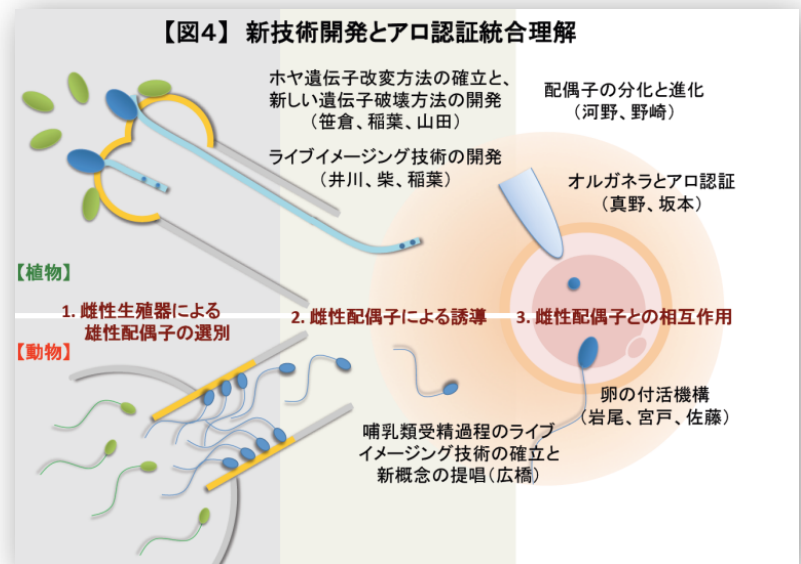 【図4】 新技術開発とアロ認証統合理解
ホヤ遺伝子改変方法の確立と、
新しい遺伝子破壊方法の開発
(笹倉、稲葉、山田)
ライブイメージング技術の開発
(井川、柴、稲葉)
配偶子の分化と進化
(河野、野崎)
オルガネラとアロ認証
(真野、坂本)
【植物】
1. 雌性生殖器による
雄性配偶子の選別
2. 雌性配偶子による誘導
3. 雌性配偶子との相互作用
【動物】
哺乳類受精過程のライブ
イメージング技術の確立と
新概念の提唱(広橋)
卵の付活機構
(岩尾、宮戸、佐藤)